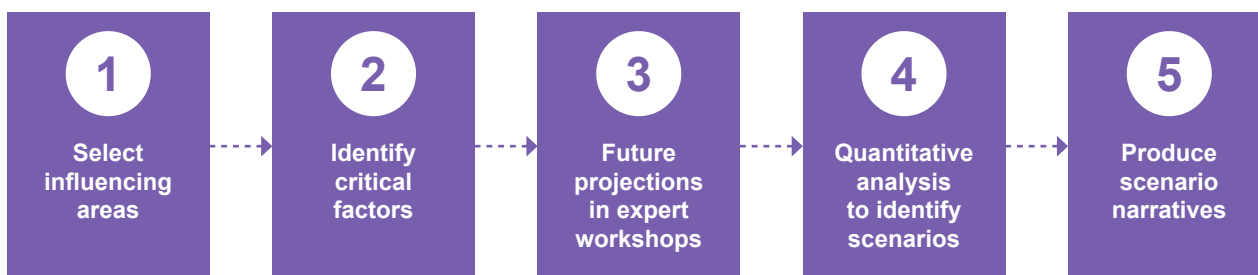 1
Select
influencing
areas
2
Identify
critical
factors
3
Future
projections
in expert
workshops
4
Quantitative
analysis
to identify
scenarios
5
Produce
scenario
narratives